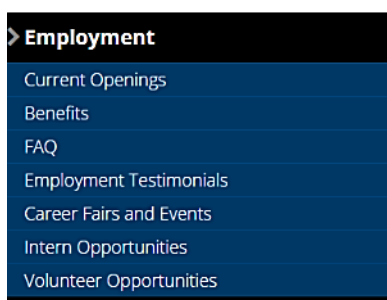 Employment
Current Openings
Benefits
FAQ
Employment Testimonials
Career Fairs and Events
Intern Opportunities
Volunteer Opportunities